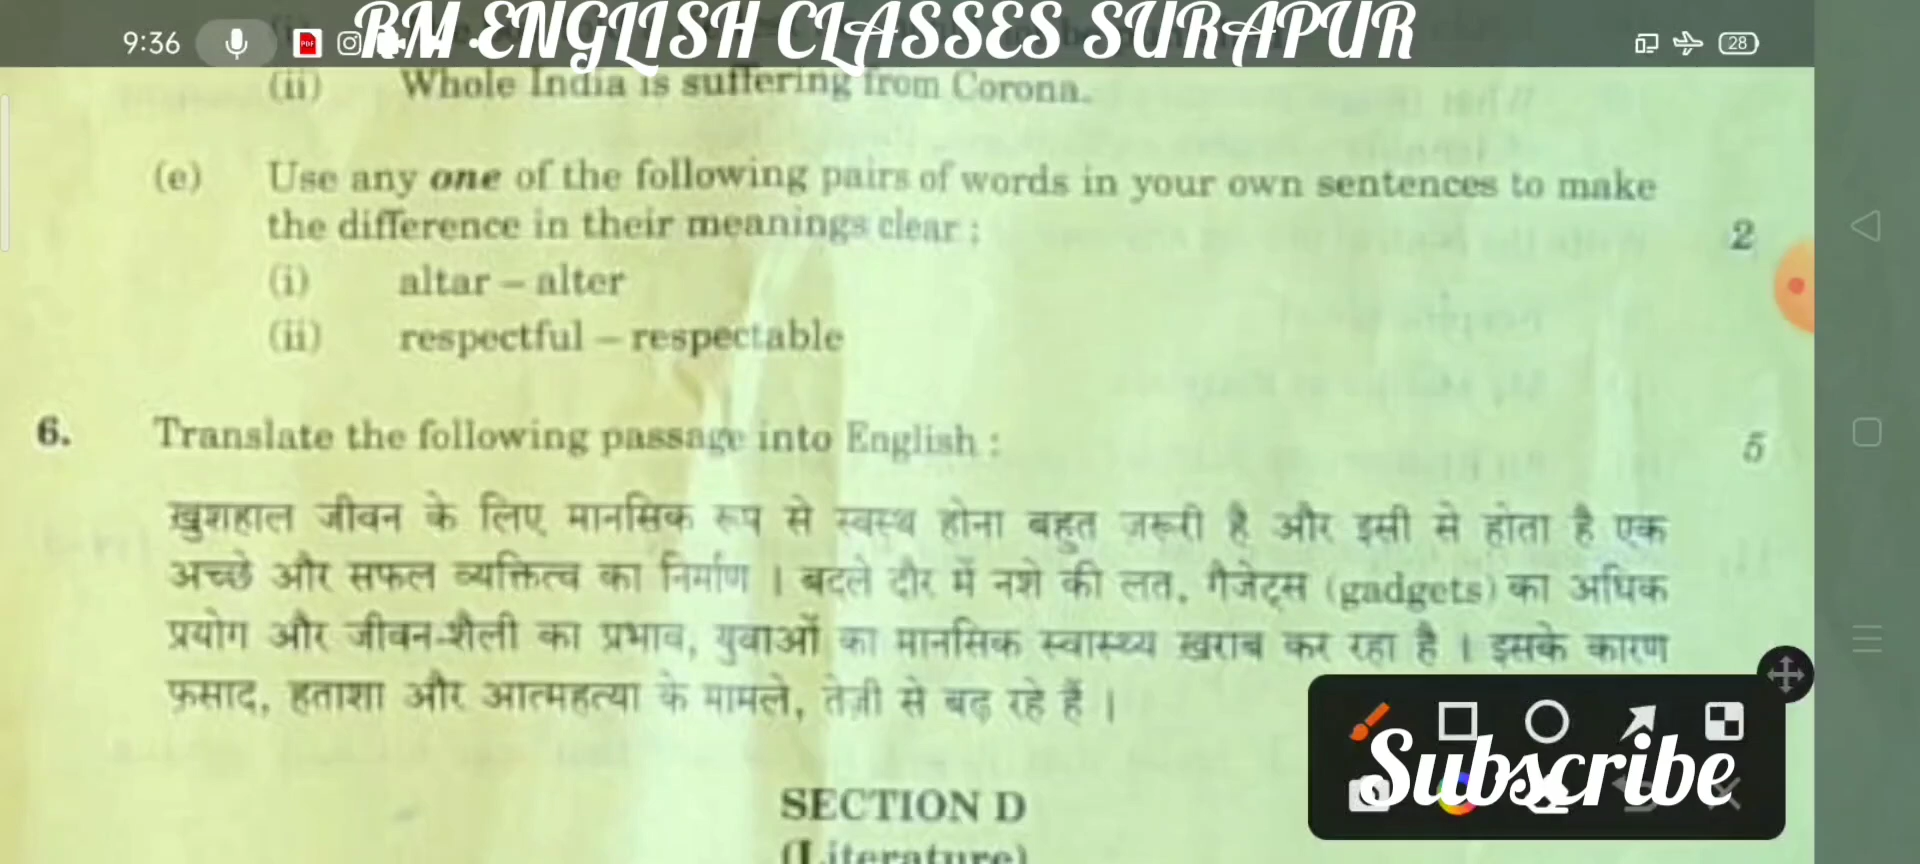 RM ENGLISH CLASSES SURAPUR
9:36
28
(ii) Whole India is suffering from Corona.
(e) Use any one of the following pairs of words in your own sentences to make
the difference in their meanings clear : 2
(i) altar – alter
(ii) respectful – respectable
6. Translate the following passage into English : 5
ख़ुशहाल जीवन के लिए मानसिक रूप से स्वस्थ होना बहुत ज़रूरी है और इसी से होता है एक
अच्छे और सफल व्यक्तित्व का निर्माण । बदले दौर में नशे की लत, गैजेट्स (gadgets) का अधिक
प्रयोग और जीवन-शैली का प्रभाव, युवाओं का मानसिक स्वास्थ्य ख़राब कर रहा है । इसके कारण
फ़साद, हताशा और आत्महत्या के मामले, तेज़ी से बढ़ रहे हैं ।
Subscribe
SECTION D
(Literature)